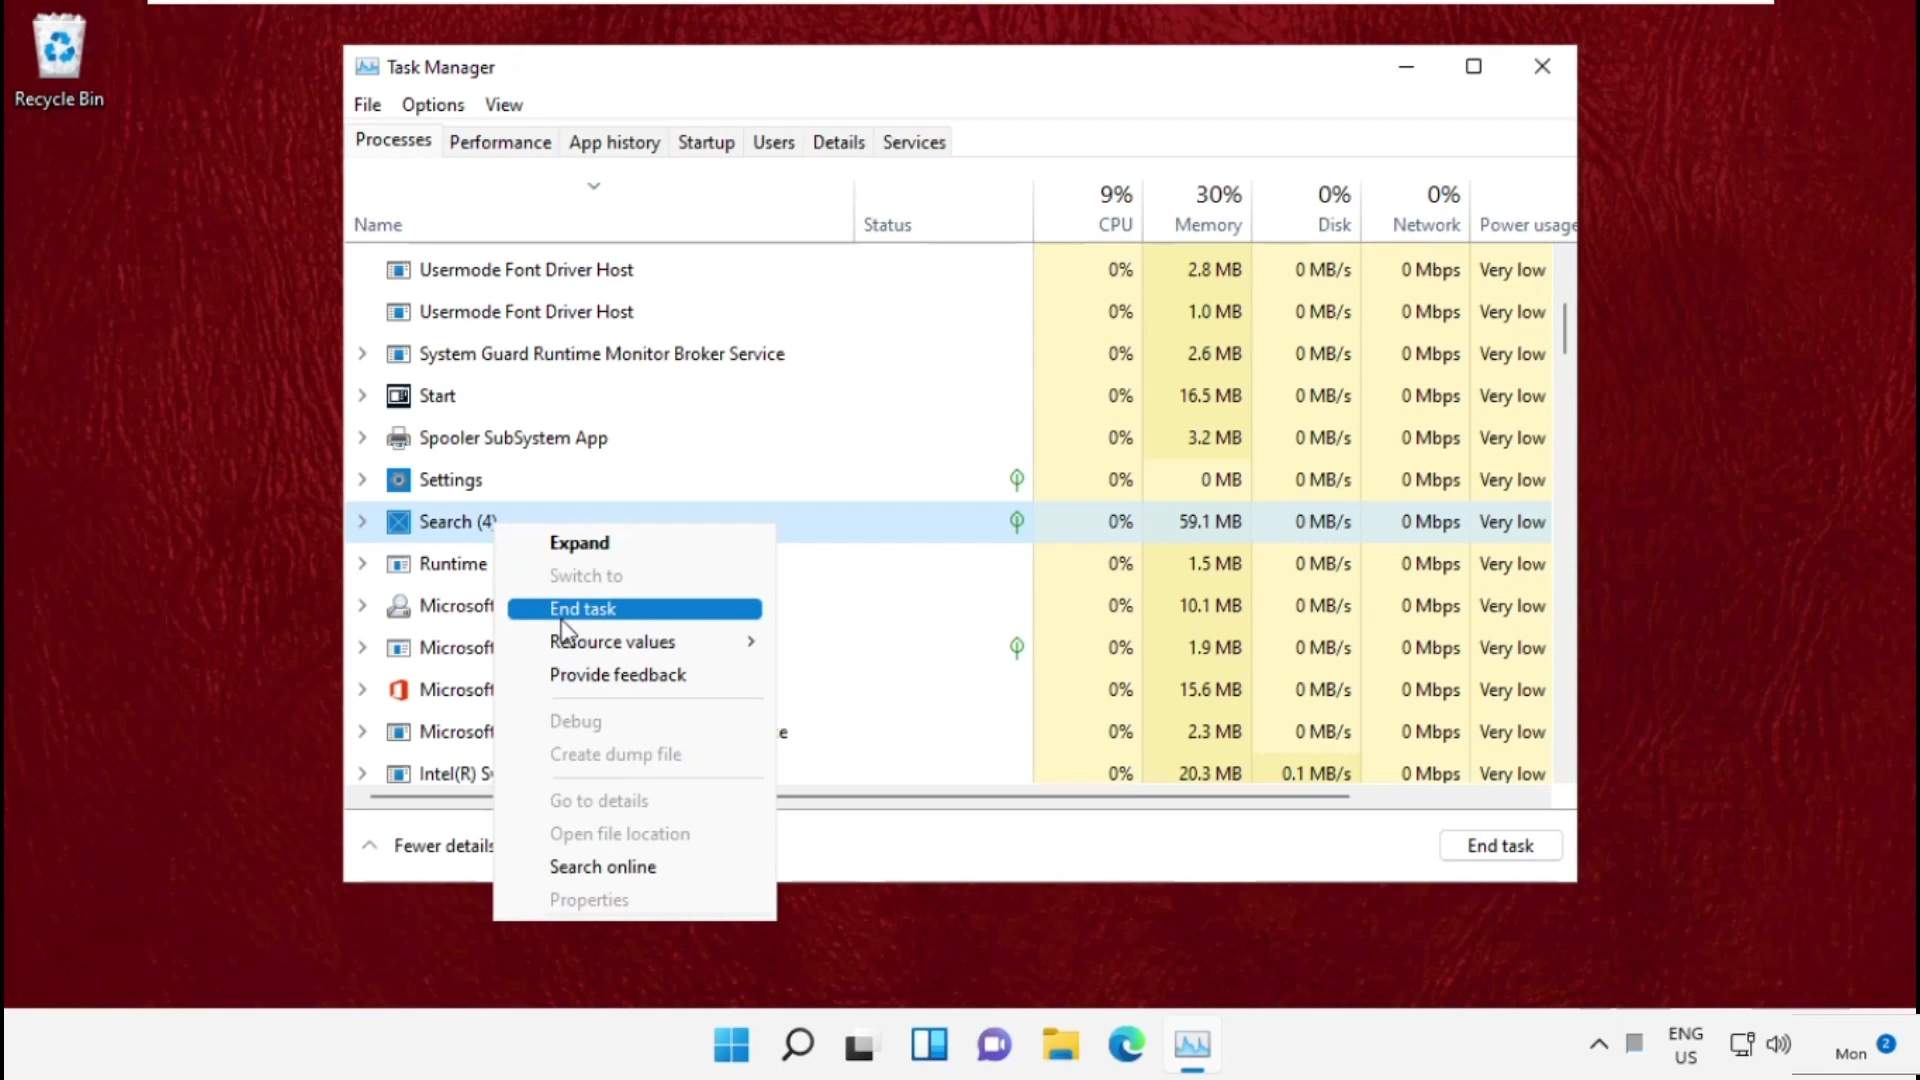 Recycle Bin
Task Manager
File Options View
Processes Performance App history Startup Users Details Services
9% 30% 0% 0%
Name Status CPU Memory Disk Network Power usage
Usermode Font Driver Host 0% 2.8 MB 0 MB/s 0 Mbps Very low
Usermode Font Driver Host 0% 1.0 MB 0 MB/s 0 Mbps Very low
System Guard Runtime Monitor Broker Service 0% 2.6 MB 0 MB/s 0 Mbps Very low
Start 0% 16.5 MB 0 MB/s 0 Mbps Very low
Spooler SubSystem App 0% 3.2 MB 0 MB/s 0 Mbps Very low
Settings 0% 0 MB 0 MB/s 0 Mbps Very low
Search (4) 0% 59.1 MB 0 MB/s 0 Mbps Very low
Runtime 0% 1.5 MB 0 MB/s 0 Mbps Very low
Microsoft 0% 10.1 MB 0 MB/s 0 Mbps Very low
Microsoft 0% 1.9 MB 0 MB/s 0 Mbps Very low
Microsoft 0% 15.6 MB 0 MB/s 0 Mbps Very low
Microsoft e 0% 2.3 MB 0 MB/s 0 Mbps Very low
Intel(R) 0% 20.3 MB 0.1 MB/s 0 Mbps Very low
Expand
Switch to
End task
Resource values
Provide feedback
Debug
Create dump file
Go to details
Open file location
Search online
Properties
Fewer details End task
ENG
US
Mon 2